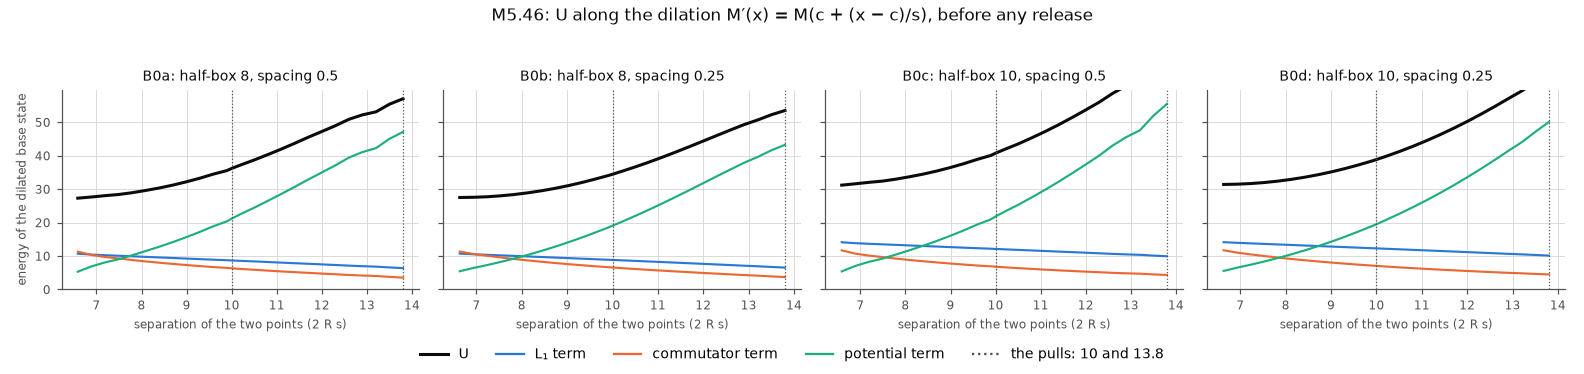 M5.46: U along the dilation M′(x) = M(c + (x − c)/s), before any release
B0a: half-box 8, spacing 0.5
B0b: half-box 8, spacing 0.25
B0c: half-box 10, spacing 0.5
B0d: half-box 10, spacing 0.25
energy of the dilated base state
50
40
30
20
10
0
7 8 9 10 11 12 13 14
7 8 9 10 11 12 13 14
7 8 9 10 11 12 13 14
7 8 9 10 11 12 13 14
separation of the two points (2 R s)
separation of the two points (2 R s)
separation of the two points (2 R s)
separation of the two points (2 R s)
U
L₁ term
commutator term
potential term
the pulls: 10 and 13.8